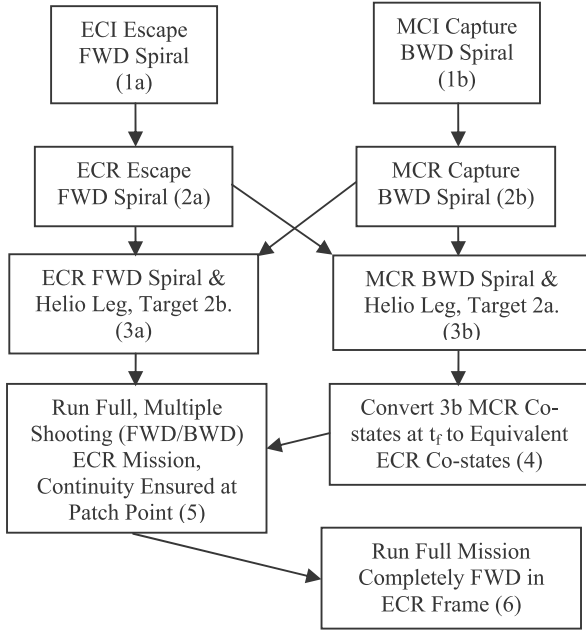 ECI Escape
FWD Spiral
(1a)
MCI Capture
BWD Spiral
(1b)
ECR Escape
FWD Spiral (2a)
MCR Capture
BWD Spiral (2b)
ECR FWD Spiral &
Helio Leg, Target 2b.
(3a)
MCR BWD Spiral &
Helio Leg, Target 2a.
(3b)
Run Full, Multiple
Shooting (FWD/BWD)
ECR Mission,
Continuity Ensured at
Patch Point (5)
Convert 3b MCR Co-
states at tf to Equivalent
ECR Co-states (4)
Run Full Mission
Completely FWD in
ECR Frame (6)